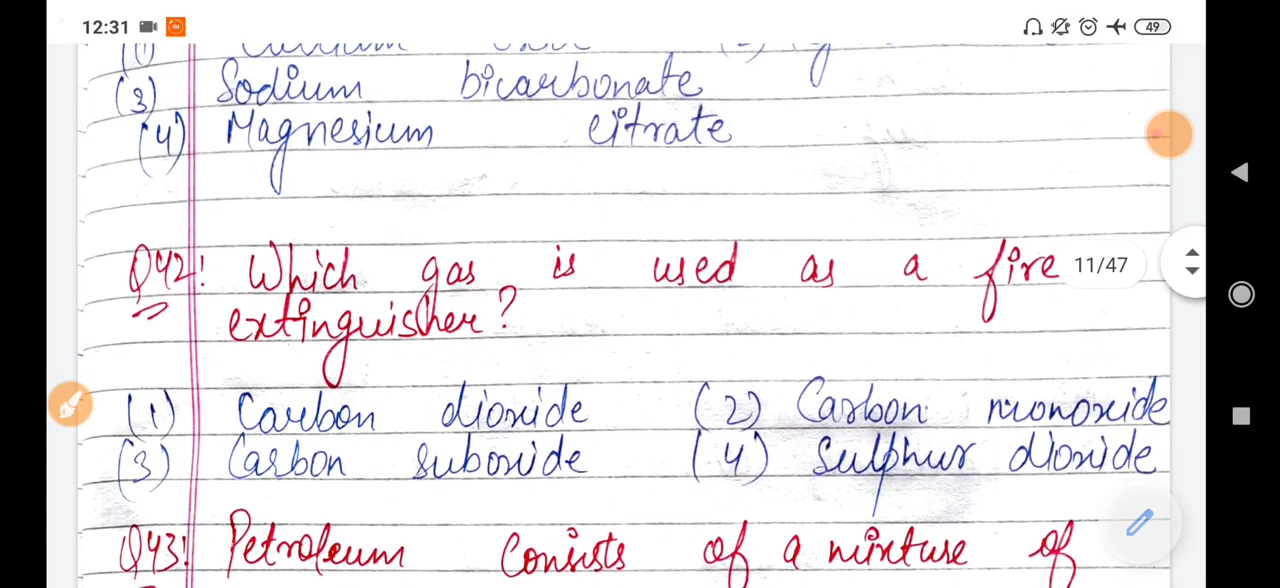 12:31 49
(3) Sodium bicarbonate
(4) Magnesium citrate
Q42! Which gas is used as a fire 11/47
extinguisher?
(1) Carbon dioxide (2) Carbon monoxide
(3) Carbon suboxide (4) Sulphur dioxide
Q43! Petroleum consists of a mixture of